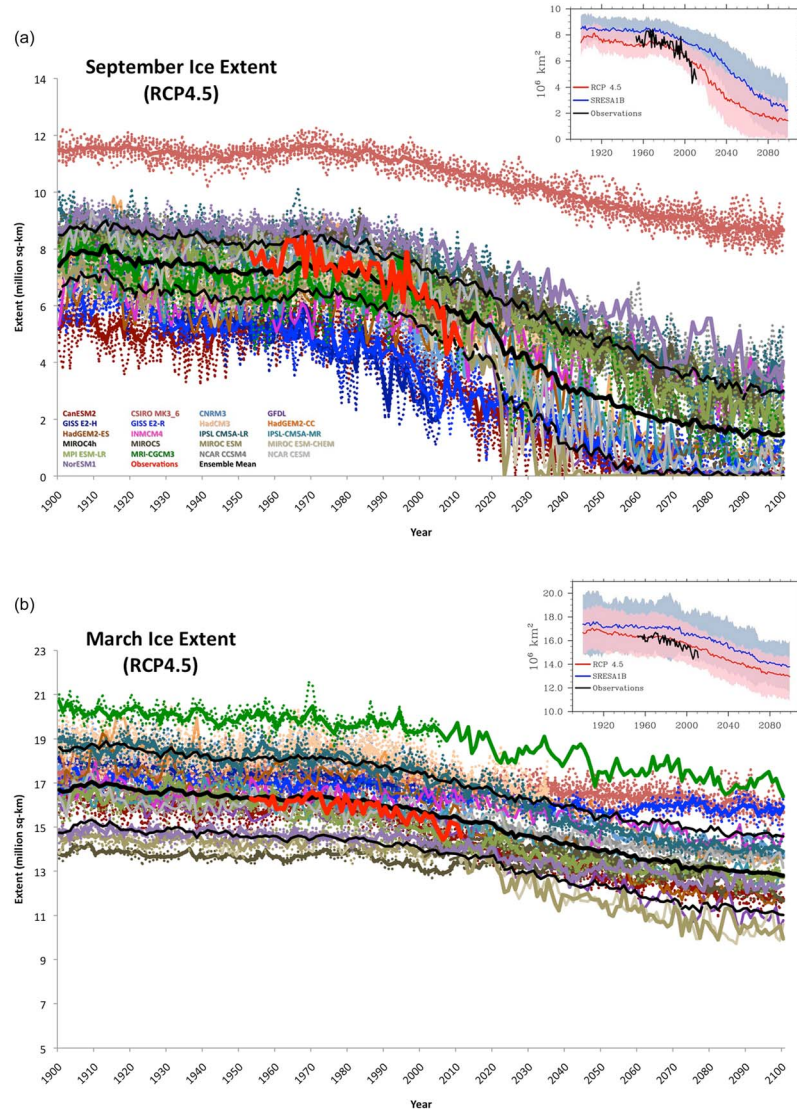 (a)
September Ice Extent
(RCP4.5)
Extent (million sq-km)
14
12
10
8
6
4
2
0
CanESM2 CSIRO MK3_6 CNRM3 GFDL
GISS E2-H GISS E2-R HadCM3 HadGEM2-CC
HadGEM2-ES INMCM4 IPSL CM5A-LR IPSL-CM5A-MR
MIROC4h MIROC5 MIROC ESM MIROC ESM-CHEM
MPI ESM-LR MRI-CGCM3 NCAR CCSM4 NCAR CESM
NorESM1 Observations Ensemble Mean
1900 1910 1920 1930 1940 1950 1960 1970 1980 1990 2000 2010 2020 2030 2040 2050 2060 2070 2080 2090 2100
Year
10⁶ km²
10
8
6
4
2
0
RCP 4.5
SRESA1B
Observations
1920 1960 2000 2040 2080
(b)
March Ice Extent
(RCP4.5)
Extent (million sq-km)
23
21
19
17
15
13
11
9
7
5
1900 1910 1920 1930 1940 1950 1960 1970 1980 1990 2000 2010 2020 2030 2040 2050 2060 2070 2080 2090 2100
Year
10⁶ km²
20.0
18.0
16.0
14.0
12.0
10.0
RCP 4.5
SRESA1B
Observations
1920 1960 2000 2040 2080